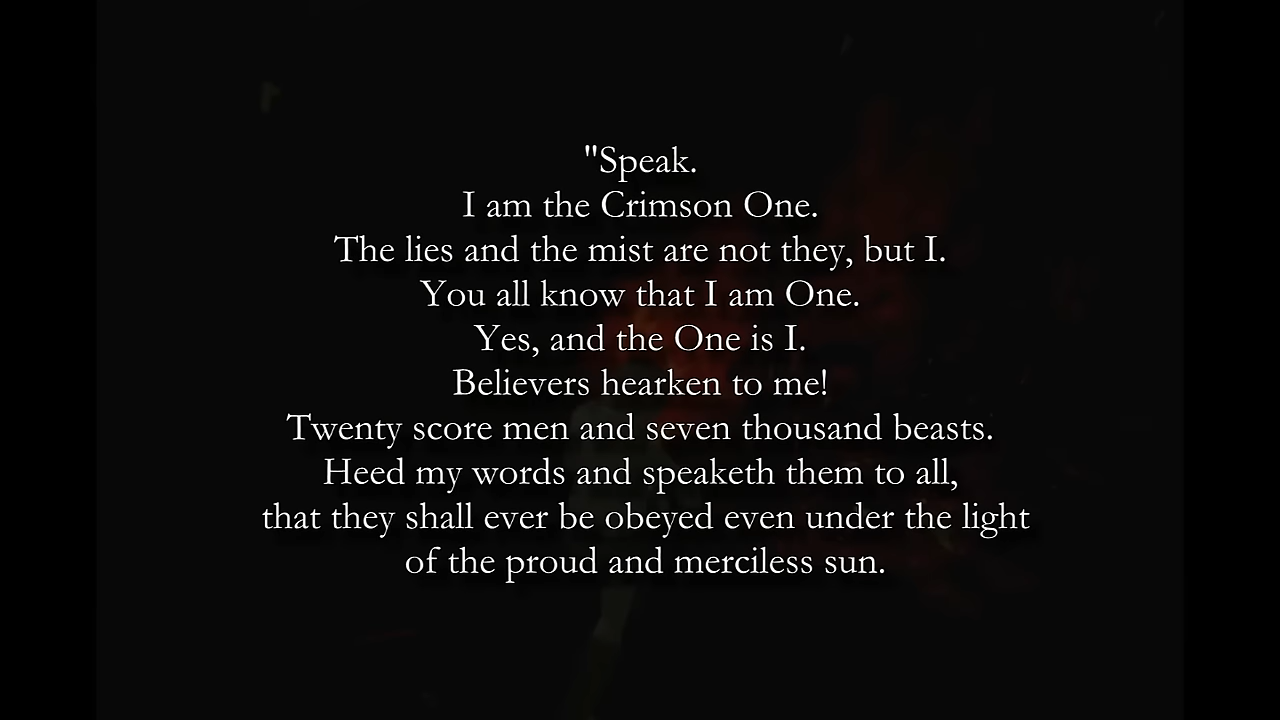 "Speak.
I am the Crimson One.
The lies and the mist are not they, but I.
You all know that I am One.
Yes, and the One is I.
Believers hearken to me!
Twenty score men and seven thousand beasts.
Heed my words and speaketh them to all,
that they shall ever be obeyed even under the light
of the proud and merciless sun.